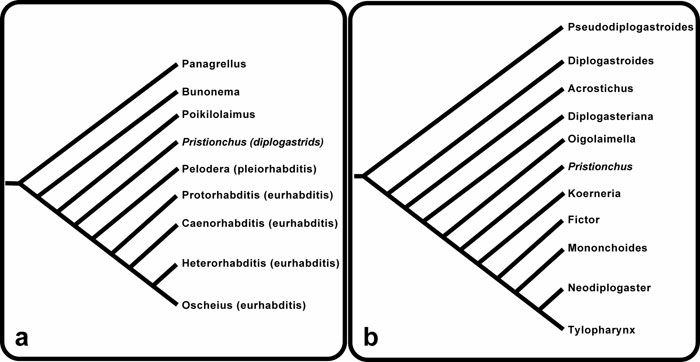 Panagrellus
Bunonema
Poikilolaimus
Pristionchus (diplogastrids)
Pelodera (pleiorhabditis)
Protorhabditis (eurhabditis)
Caenorhabditis (eurhabditis)
Heterorhabditis (eurhabditis)
Oscheius (eurhabditis)
a
Pseudodiplogastroides
Diplogastroides
Acrostichus
Diplogasteriana
Oigolaimella
Pristionchus
Koerneria
Fictor
Mononchoides
Neodiplogaster
Tylopharynx
b